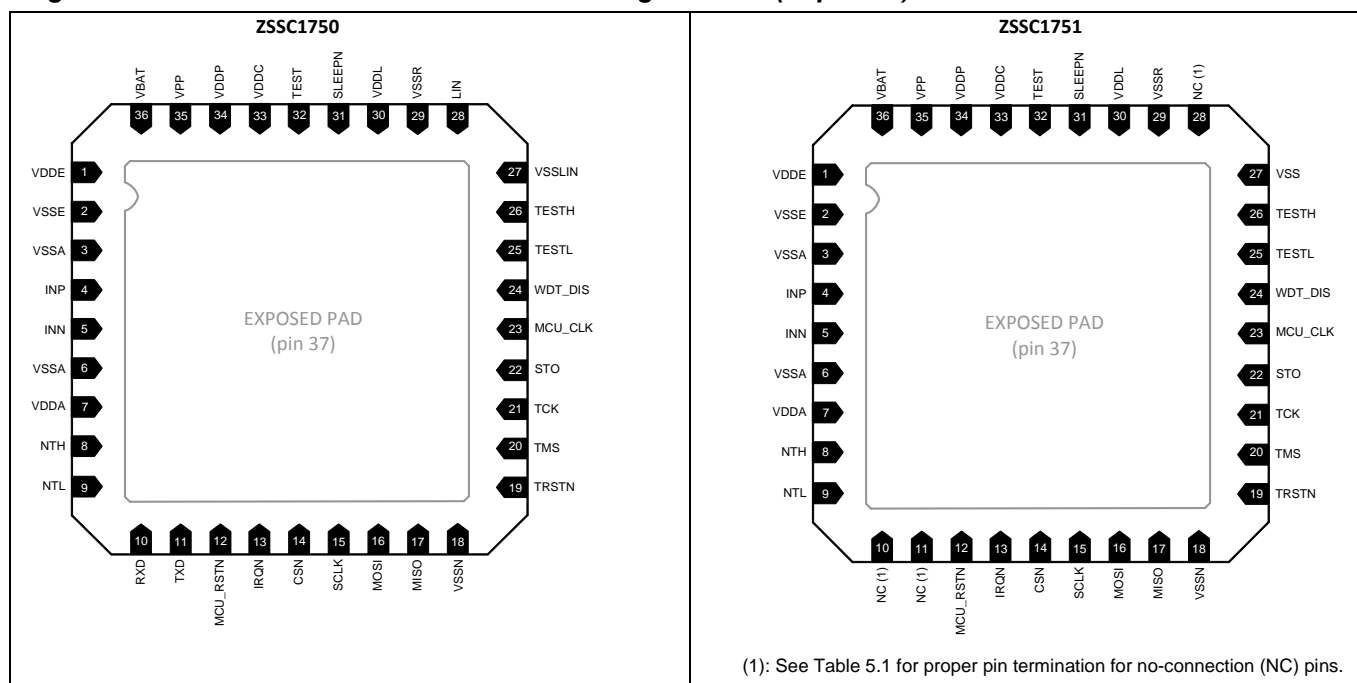 ZSSC1750
VBAT
VPP
VDDP
VDDC
TEST
SLEEPN
VDDL
VSSR
LIN
36 35 34 33 32 31 30 29 28
VDDE 1
VSSE 2
VSSA 3
INP 4
INN 5
VSSA 6
VDDA 7
NTH 8
NTL 9
EXPOSED PAD
(pin 37)
27 VSSLIN
26 TESTH
25 TESTL
24 WDT_DIS
23 MCU_CLK
22 STO
21 TCK
20 TMS
19 TRSTN
10 11 12 13 14 15 16 17 18
RXD
TXD
MCU_RSTN
IRQN
CSN
SCLK
MOSI
MISO
VSSN
ZSSC1751
VBAT
VPP
VDDP
VDDC
TEST
SLEEPN
VDDL
VSSR
NC (1)
36 35 34 33 32 31 30 29 28
VDDE 1
VSSE 2
VSSA 3
INP 4
INN 5
VSSA 6
VDDA 7
NTH 8
NTL 9
EXPOSED PAD
(pin 37)
27 VSS
26 TESTH
25 TESTL
24 WDT_DIS
23 MCU_CLK
22 STO
21 TCK
20 TMS
19 TRSTN
10 11 12 13 14 15 16 17 18
NC (1)
NC (1)
MCU_RSTN
IRQN
CSN
SCLK
MOSI
MISO
VSSN
(1): See Table 5.1 for proper pin termination for no-connection (NC) pins.